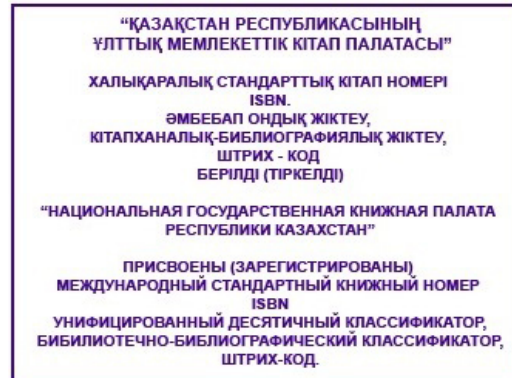 “ҚАЗАҚСТАН РЕСПУБЛИКАСЫНЫҢ
ҰЛТТЫҚ МЕМЛЕКЕТТІК КІТАП ПАЛАТАСЫ”
ХАЛЫҚАРАЛЫҚ СТАНДАРТТЫҚ КІТАП НОМЕРІ
ISBN.
ӘМБЕБАП ОНДЫҚ ЖІКТЕУ,
КІТАПХАНАЛЫҚ-БИБЛИОГРАФИЯЛЫҚ ЖІКТЕУ,
ШТРИХ - КОД
БЕРІЛДІ (ТІРКЕЛДІ)
“НАЦИОНАЛЬНАЯ ГОСУДАРСТВЕННАЯ КНИЖНАЯ ПАЛАТА
РЕСПУБЛИКИ КАЗАХСТАН”
ПРИСВОЕНЫ (ЗАРЕГИСТРИРОВАНЫ)
МЕЖДУНАРОДНЫЙ СТАНДАРТНЫЙ КНИЖНЫЙ НОМЕР
ISBN
УНИФИЦИРОВАННЫЙ ДЕСЯТИЧНЫЙ КЛАССИФИКАТОР,
БИБИЛИОТЕЧНО-БИБЛИОГРАФИЧЕСКИЙ КЛАССИФИКАТОР,
ШТРИХ-КОД.